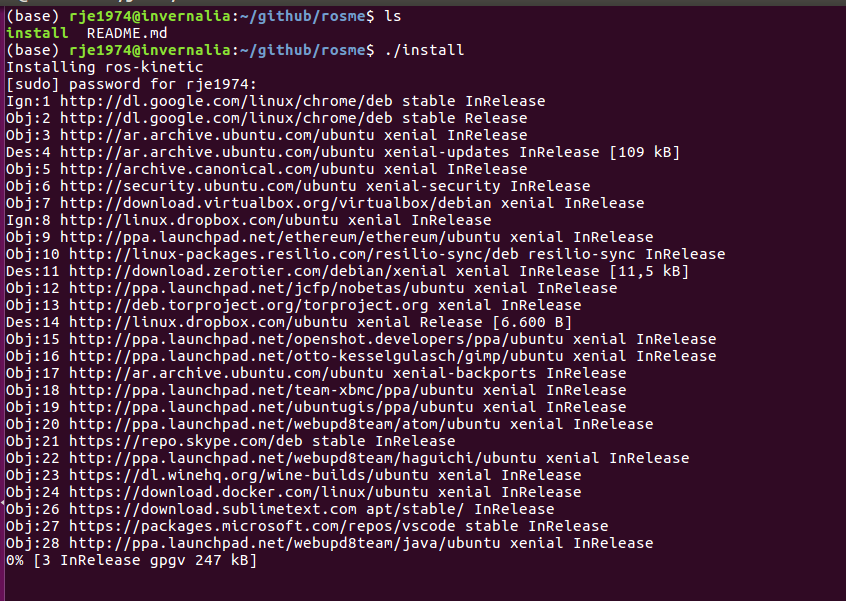 (base) rje1974@invernalia:~/github/rosme$ ls
install  README.md
(base) rje1974@invernalia:~/github/rosme$ ./install
Installing ros-kinetic
[sudo] password for rje1974:
Ign:1 http://dl.google.com/linux/chrome/deb stable InRelease
Obj:2 http://dl.google.com/linux/chrome/deb stable Release
Obj:3 http://ar.archive.ubuntu.com/ubuntu xenial InRelease
Des:4 http://ar.archive.ubuntu.com/ubuntu xenial-updates InRelease [109 kB]
Obj:5 http://archive.canonical.com/ubuntu xenial InRelease
Obj:6 http://security.ubuntu.com/ubuntu xenial-security InRelease
Obj:7 http://download.virtualbox.org/virtualbox/debian xenial InRelease
Ign:8 http://linux.dropbox.com/ubuntu xenial InRelease
Obj:9 http://ppa.launchpad.net/ethereum/ethereum/ubuntu xenial InRelease
Obj:10 http://linux-packages.resilio.com/resilio-sync/deb resilio-sync InRelease
Des:11 http://download.zerotier.com/debian/xenial xenial InRelease [11,5 kB]
Obj:12 http://ppa.launchpad.net/jcfp/nobetas/ubuntu xenial InRelease
Obj:13 http://deb.torproject.org/torproject.org xenial InRelease
Des:14 http://linux.dropbox.com/ubuntu xenial Release [6.600 B]
Obj:15 http://ppa.launchpad.net/openshot.developers/ppa/ubuntu xenial InRelease
Obj:16 http://ppa.launchpad.net/otto-kesselgulasch/gimp/ubuntu xenial InRelease
Obj:17 http://ar.archive.ubuntu.com/ubuntu xenial-backports InRelease
Obj:18 http://ppa.launchpad.net/team-xbmc/ppa/ubuntu xenial InRelease
Obj:19 http://ppa.launchpad.net/ubuntugis/ppa/ubuntu xenial InRelease
Obj:20 http://ppa.launchpad.net/webupd8team/atom/ubuntu xenial InRelease
Obj:21 https://repo.skype.com/deb stable InRelease
Obj:22 http://ppa.launchpad.net/webupd8team/haguichi/ubuntu xenial InRelease
Obj:23 https://dl.winehq.org/wine-builds/ubuntu xenial InRelease
Obj:24 https://download.docker.com/linux/ubuntu xenial InRelease
Obj:26 https://download.sublimetext.com apt/stable/ InRelease
Obj:27 https://packages.microsoft.com/repos/vscode stable InRelease
Obj:28 http://ppa.launchpad.net/webupd8team/java/ubuntu xenial InRelease
0% [3 InRelease gpgv 247 kB]